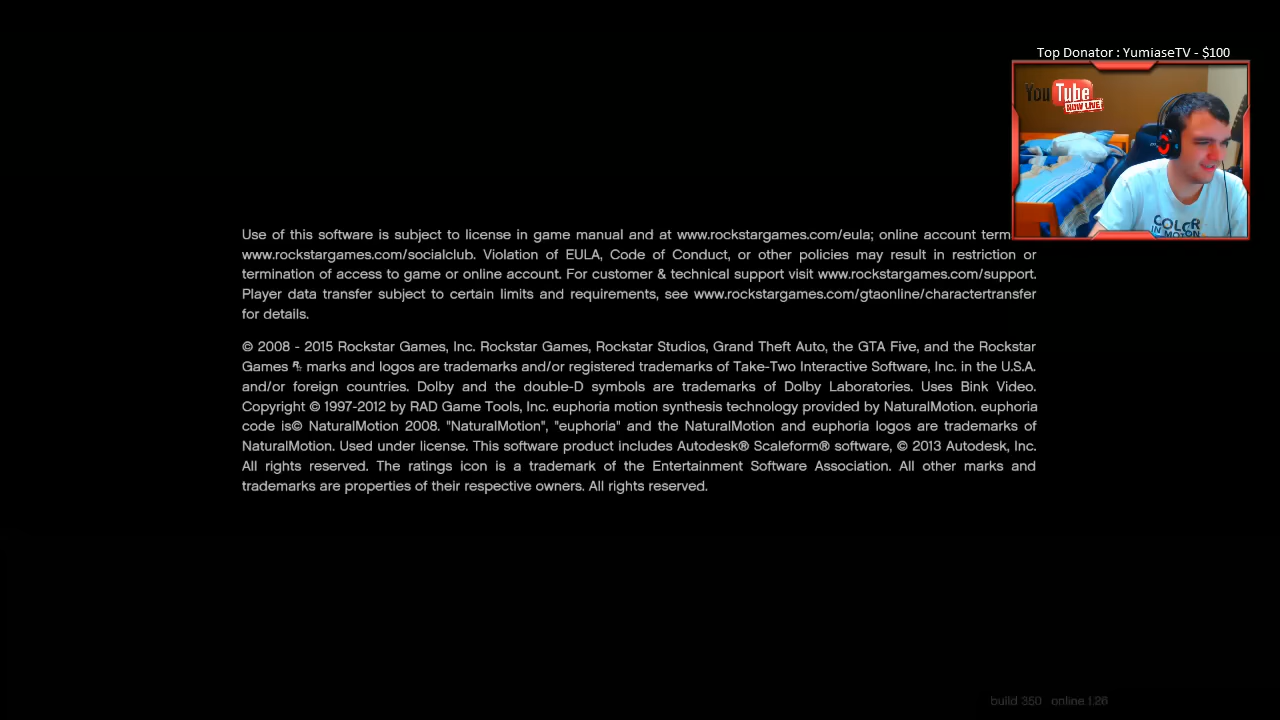 Top Donator : YumiaseTV - $100
YouTube
NOW LIVE
COLOR
IN MOTION
Use of this software is subject to license in game manual and at www.rockstargames.com/eula; online account term
www.rockstargames.com/socialclub. Violation of EULA, Code of Conduct, or other policies may result in restriction or
termination of access to game or online account. For customer & technical support visit www.rockstargames.com/support.
Player data transfer subject to certain limits and requirements, see www.rockstargames.com/gtaonline/charactertransfer
for details.
© 2008 - 2015 Rockstar Games, Inc. Rockstar Games, Rockstar Studios, Grand Theft Auto, the GTA Five, and the Rockstar
Games R* marks and logos are trademarks and/or registered trademarks of Take-Two Interactive Software, Inc. in the U.S.A.
and/or foreign countries. Dolby and the double-D symbols are trademarks of Dolby Laboratories. Uses Bink Video.
Copyright © 1997-2012 by RAD Game Tools, Inc. euphoria motion synthesis technology provided by NaturalMotion. euphoria
code is© NaturalMotion 2008. "NaturalMotion", "euphoria" and the NaturalMotion and euphoria logos are trademarks of
NaturalMotion. Used under license. This software product includes Autodesk® Scaleform® software, © 2013 Autodesk, Inc.
All rights reserved. The ratings icon is a trademark of the Entertainment Software Association. All other marks and
trademarks are properties of their respective owners. All rights reserved.
build 350 online 1.26